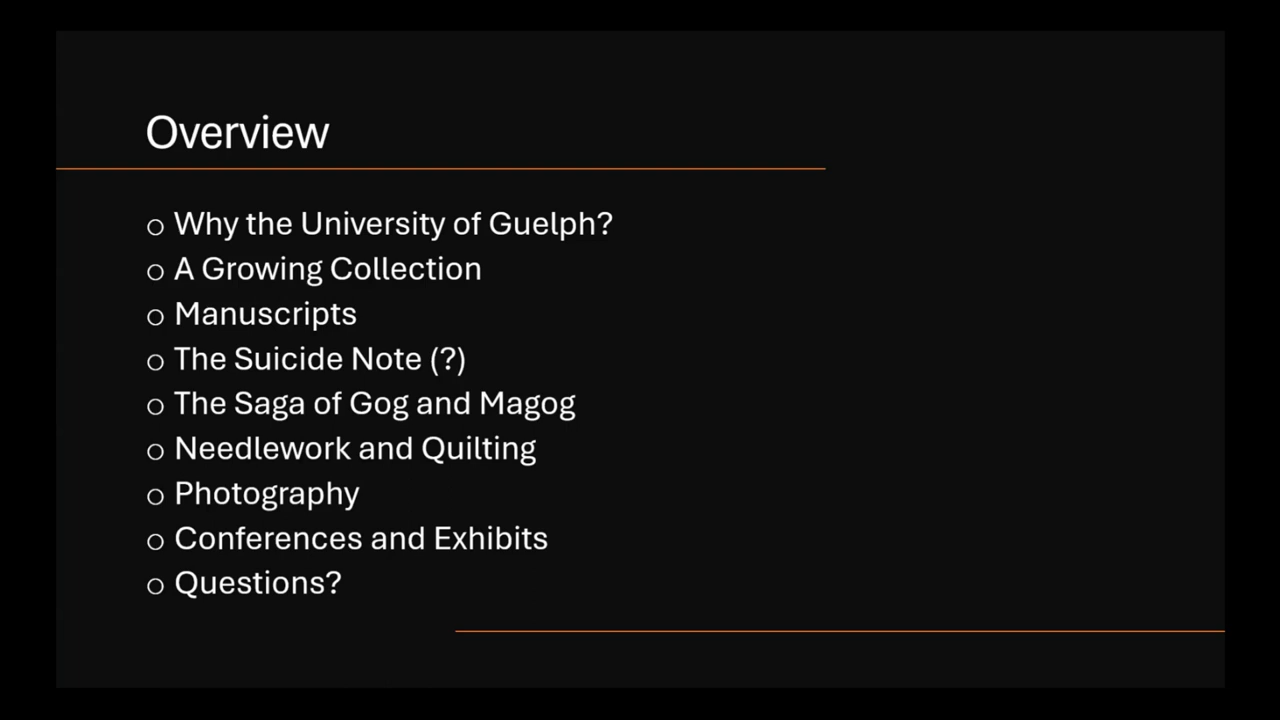 Overview
○ Why the University of Guelph?
○ A Growing Collection
○ Manuscripts
○ The Suicide Note (?)
○ The Saga of Gog and Magog
○ Needlework and Quilting
○ Photography
○ Conferences and Exhibits
○ Questions?